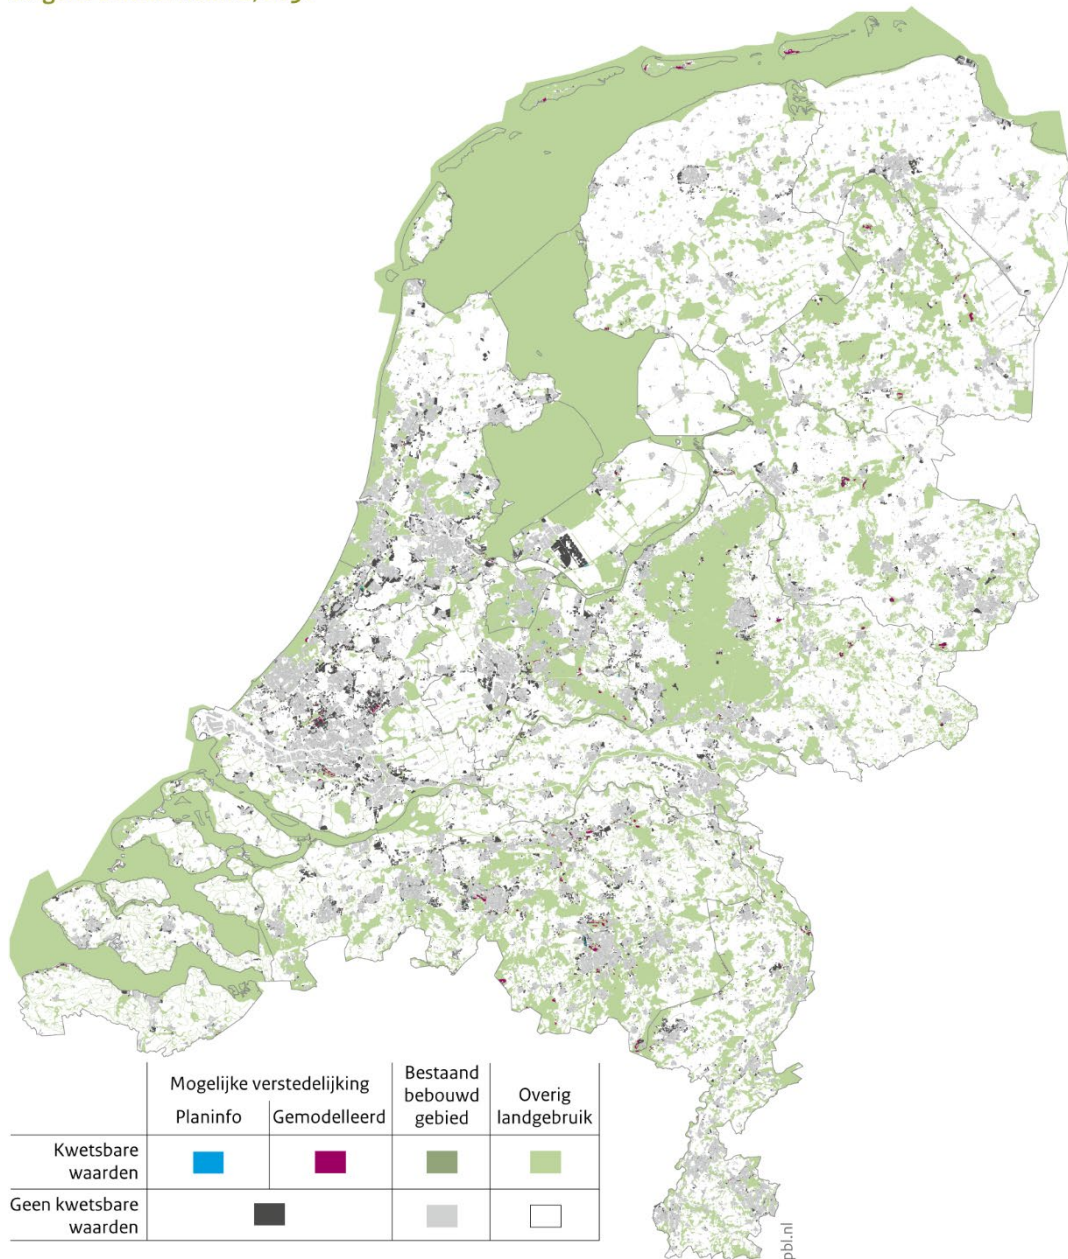 Mogelijke verstedelijking
Bestaand
bebouwd
gebied
Overig
landgebruik
Planinfo
Gemodelleerd
Kwetsbare
waarden
Geen kwetsbare
waarden
pbl.nl